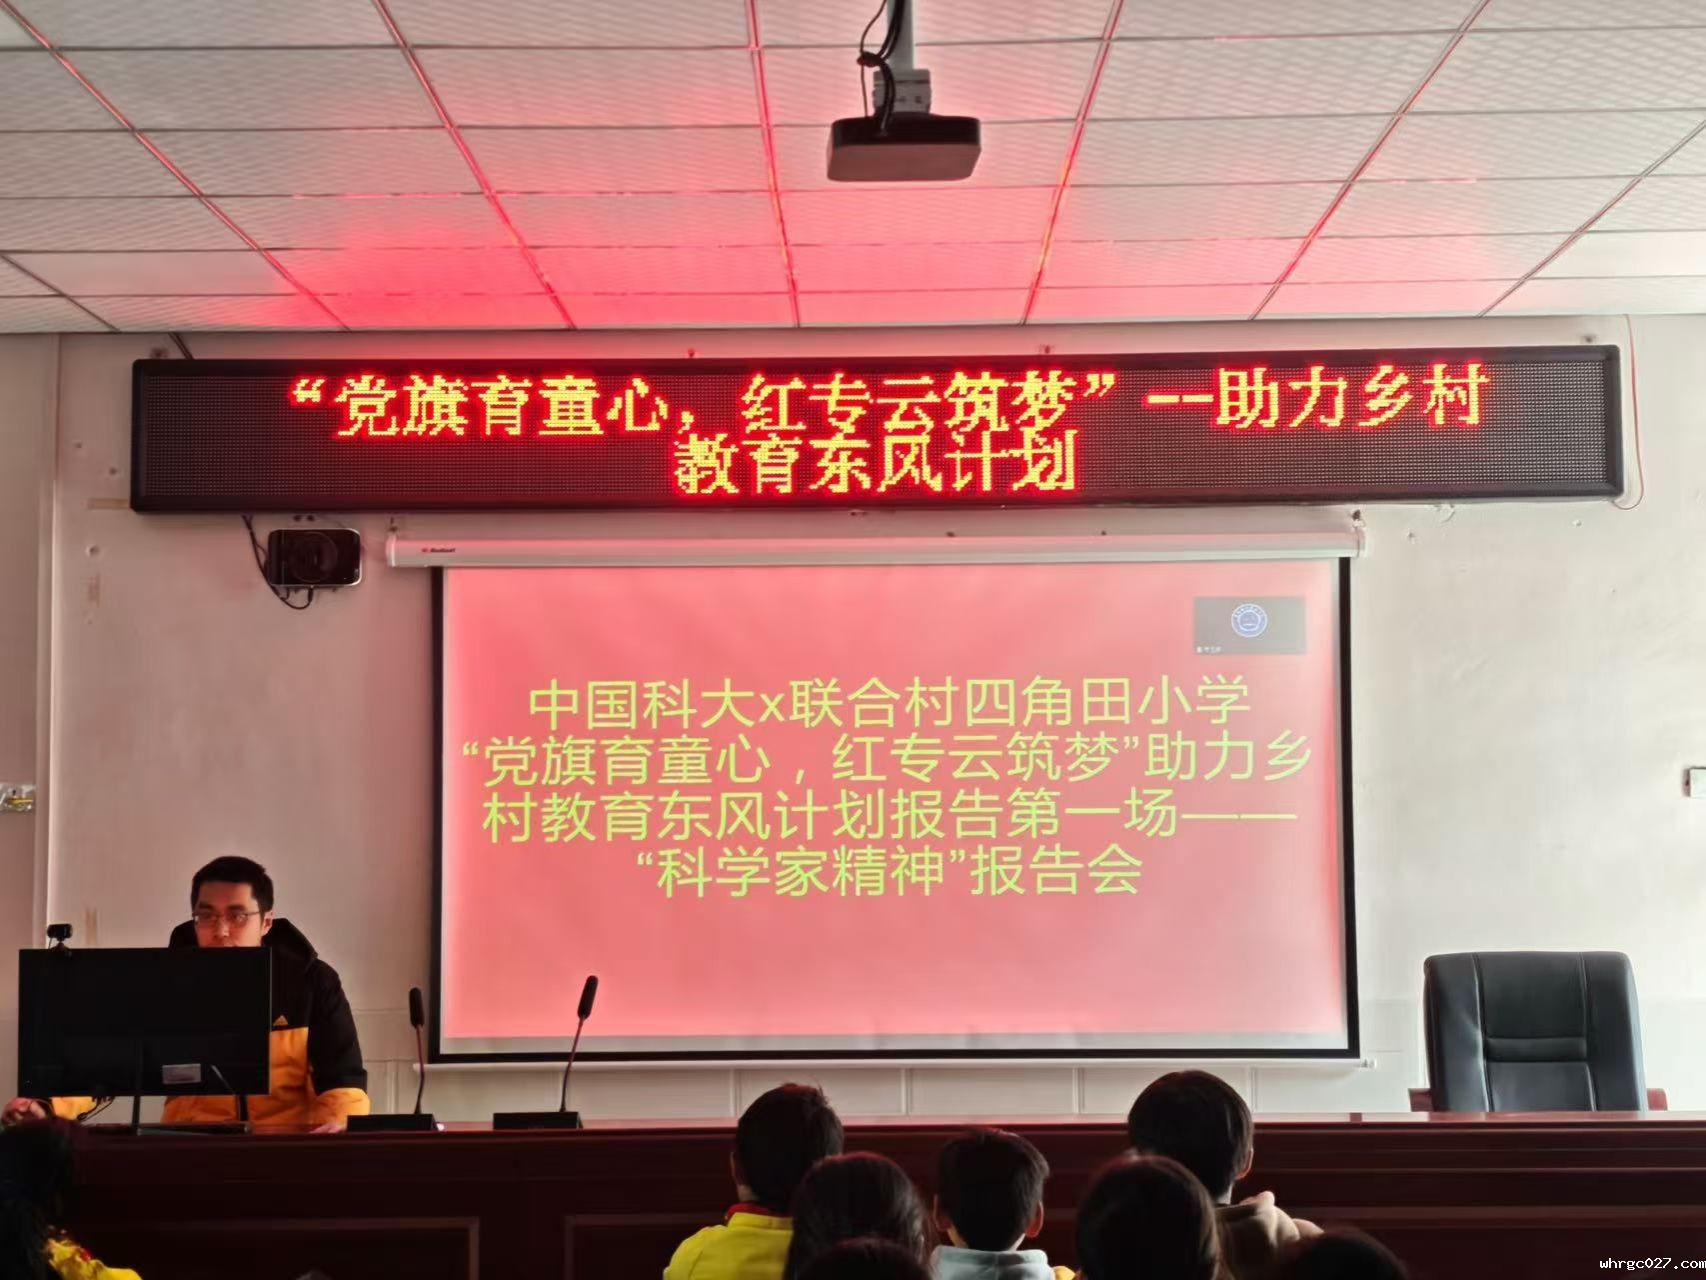 “党旗育童心，红专云筑梦”--助力乡村
教育东风计划
中国科大x联合村四角田小学
“党旗育童心，红专云筑梦”助力乡
村教育东风计划报告第一场——
“科学家精神”报告会
whrgc027.com